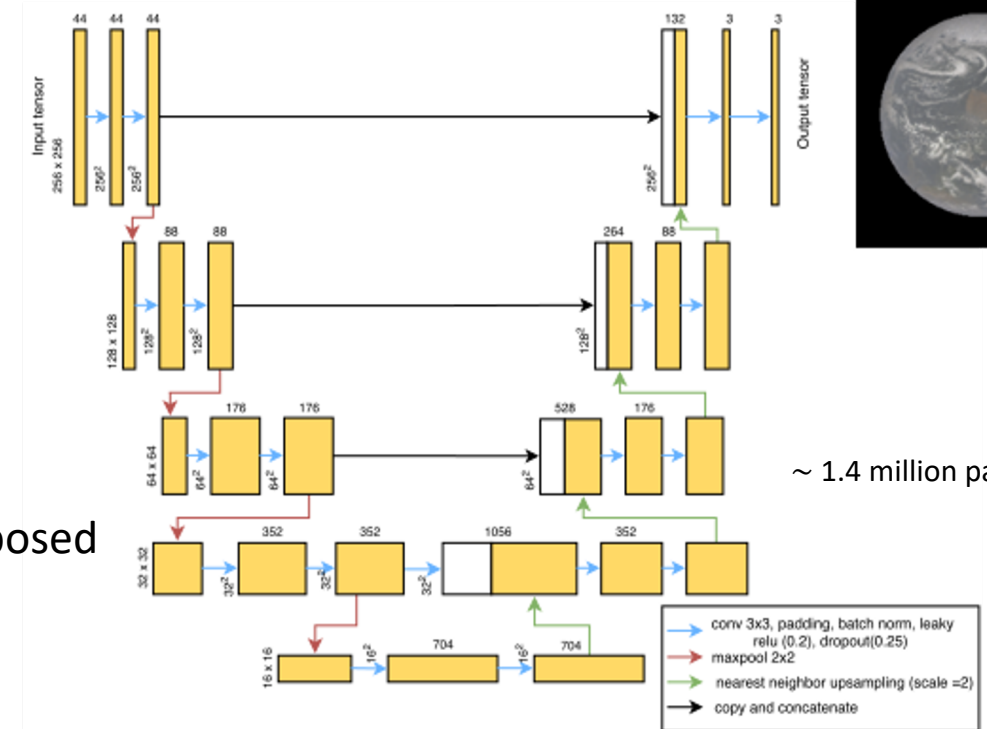 44 44 44 132 3 3
Input tensor
256 x 256
256²
256²
256²
Output tensor
88 88 264 88
128 x 128
128²
128²
128²
176 176 528 176
64 x 64
64²
64²
64²
~ 1.4 million pa
posed
352 352 1056 352
32 x 32
32²
32²
32²
704 704
16 x 16
16²
16²
conv 3x3, padding, batch norm, leaky
relu (0.2), dropout(0.25)
maxpool 2x2
nearest neighbor upsampling (scale =2)
copy and concatenate